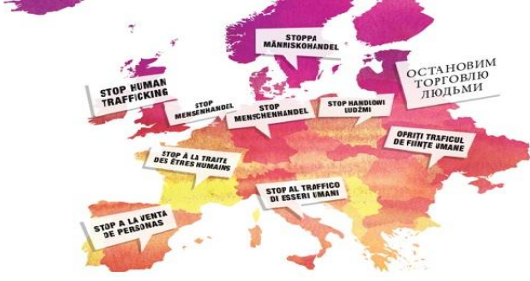 STOPPA
MÄNNISKOHANDEL
ОСТАНОВИМ
ТОРГОВЛЮ
ЛЮДЬМИ
STOP HUMAN
TRAFFICKING
STOP
MENSENHANDEL
STOP
MENSCHENHANDEL
STOP HANDLOWI
LUDŹMI
OPRIȚI TRAFICUL
DE FIINȚE UMANE
STOP À LA TRAITE
DES ÊTRES HUMAINS
STOP AL TRAFFICO
DI ESSERI UMANI
STOP A LA VENTA
DE PERSONAS